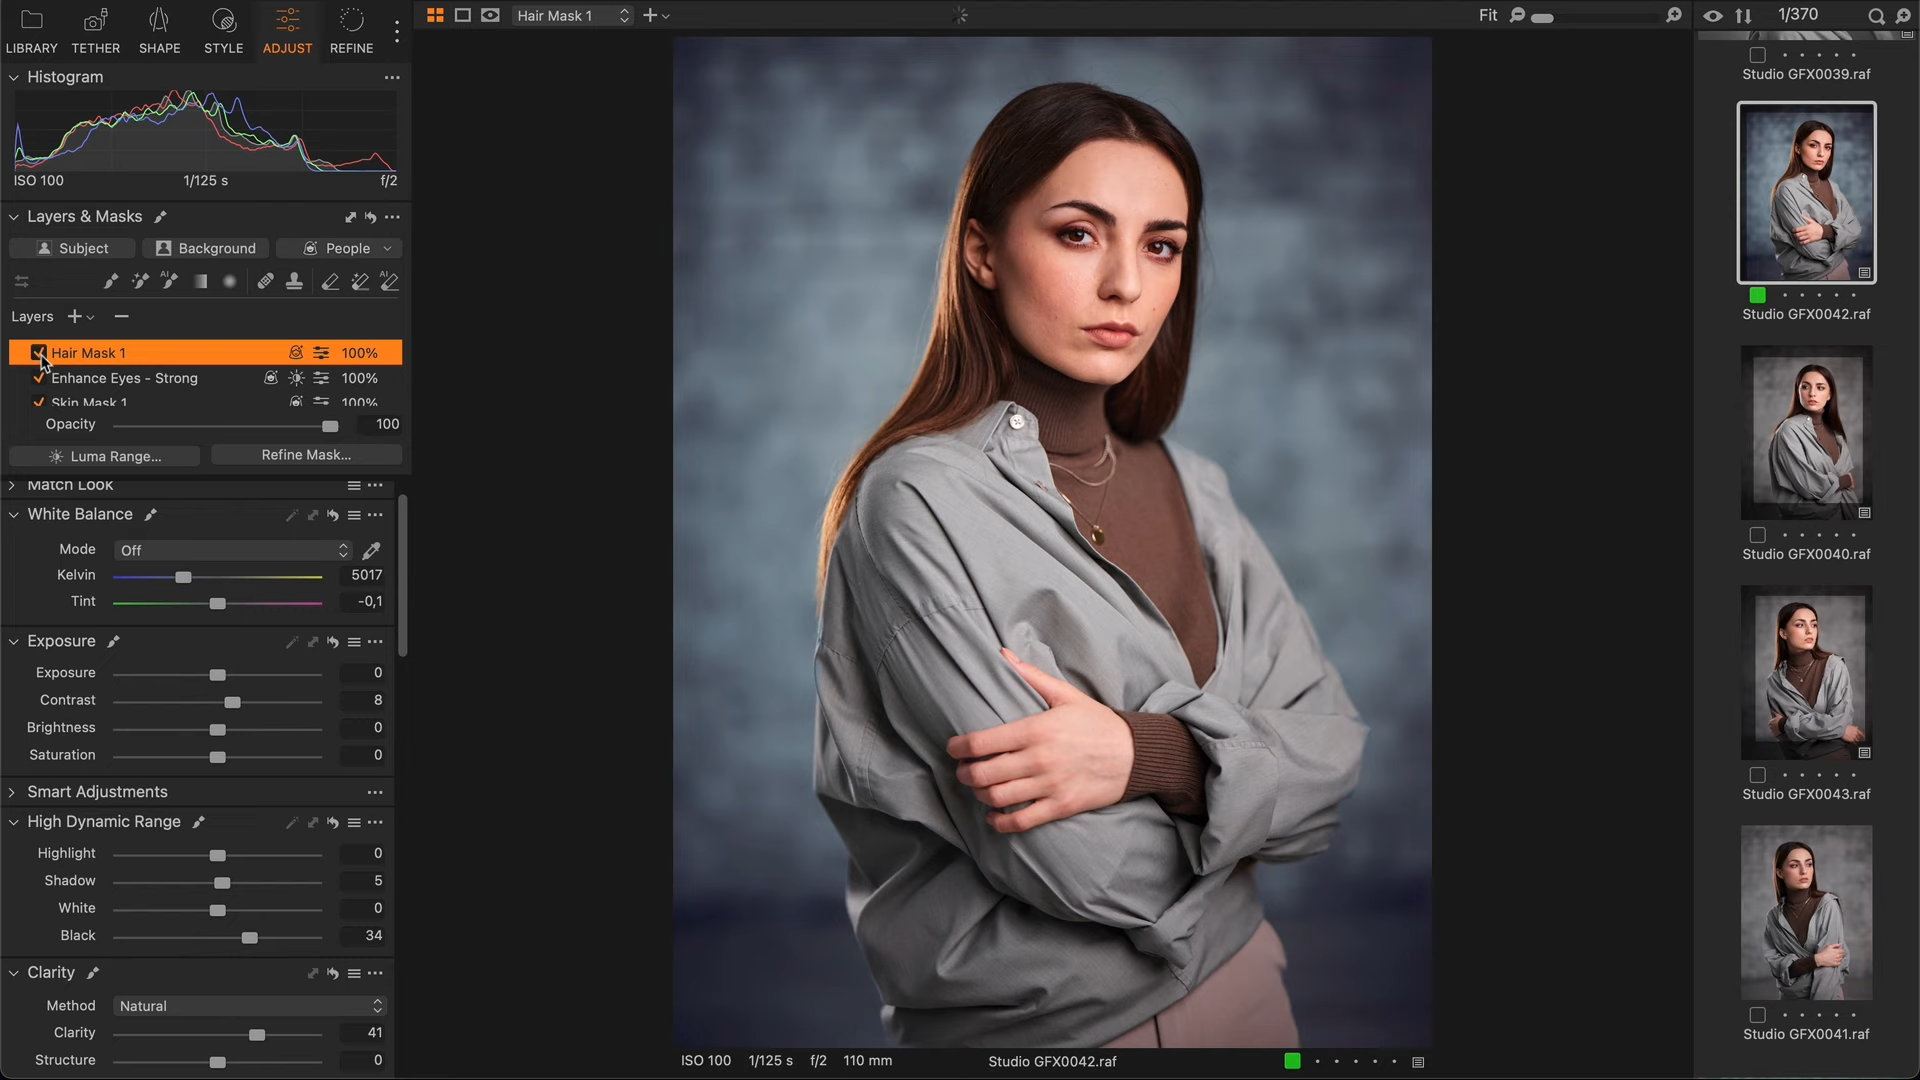 LIBRARY TETHER SHAPE STYLE ADJUST REFINE
Hair Mask 1
Fit
1/370
Histogram
ISO 100 1/125 s f/2
Layers & Masks
Subject Background People
AI AI
Layers
Hair Mask 1 100%
Enhance Eyes - Strong 100%
Skin Mask 1 100%
Opacity 100
Luma Range... Refine Mask...
Match Look
White Balance
Mode Off
Kelvin 5017
Tint -0,1
Exposure
Exposure 0
Contrast 8
Brightness 0
Saturation 0
Smart Adjustments
High Dynamic Range
Highlight 0
Shadow 5
White 0
Black 34
Clarity
Method Natural
Clarity 41
Structure 0
ISO 100 1/125 s f/2 110 mm Studio GFX0042.raf
Studio GFX0039.raf
Studio GFX0042.raf
Studio GFX0040.raf
Studio GFX0043.raf
Studio GFX0041.raf